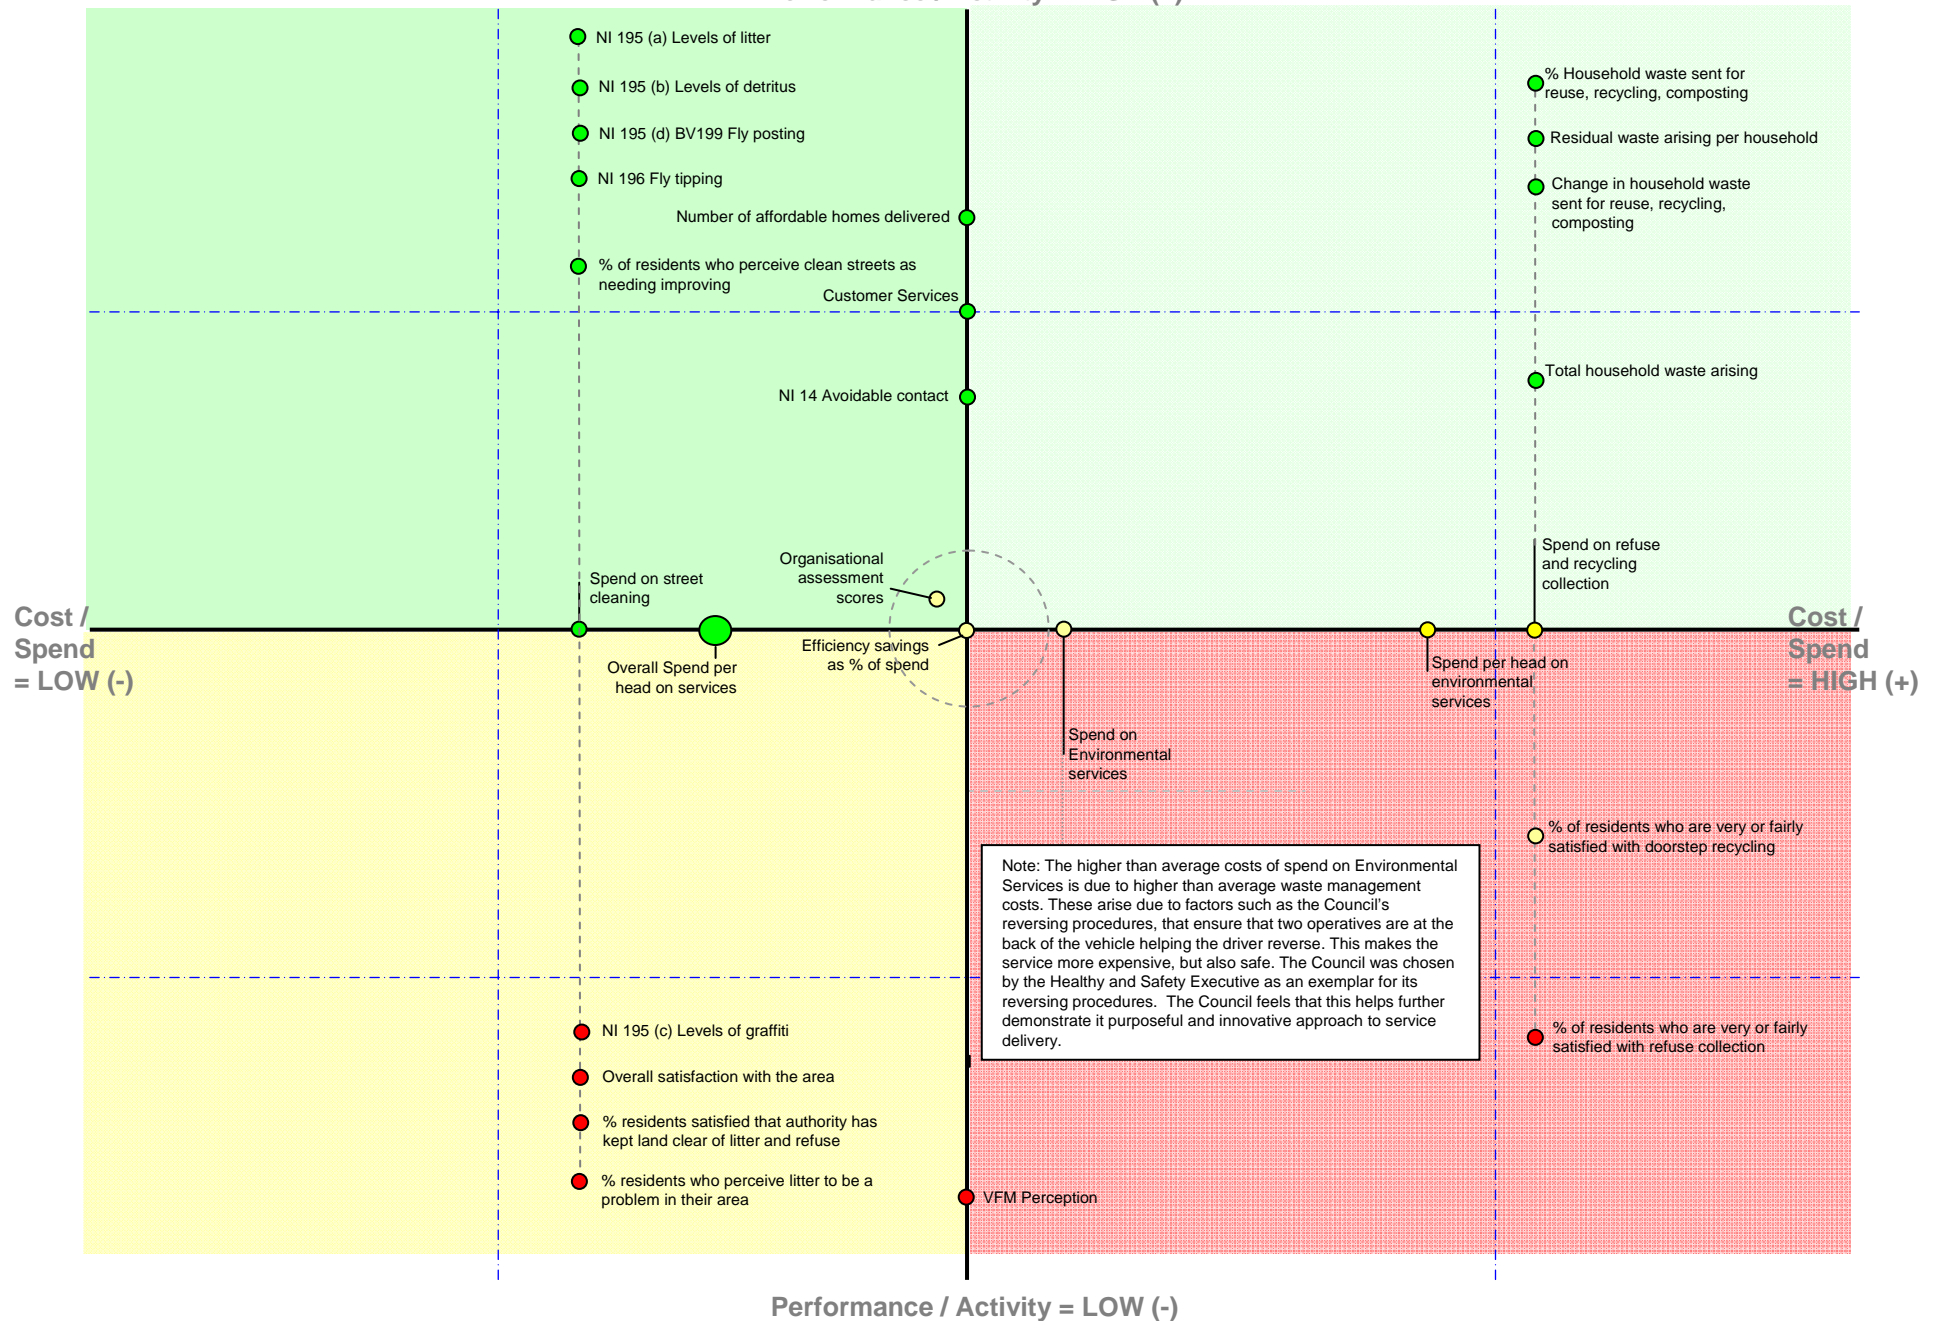 NI 195 (a) Levels of litter
NI 195 (b) Levels of detritus
NI 195 (d) BV199 Fly posting
NI 196 Fly tipping
Number of affordable homes delivered
% of residents who perceive clean streets as
needing improving
Customer Services
NI 14 Avoidable contact
% Household waste sent for
reuse, recycling, composting
Residual waste arising per household
Change in household waste
sent for reuse, recycling,
composting
Total household waste arising
Organisational
assessment
scores
Spend on street
cleaning
Spend on refuse
and recycling
collection
Cost /
Spend
= LOW (-)
Cost /
Spend
= HIGH (+)
Overall Spend per
head on services
Efficiency savings
as % of spend
Spend per head on
environmental
services
Spend on
Environmental
services
% of residents who are very or fairly
satisfied with doorstep recycling
Note: The higher than average costs of spend on Environmental
Services is due to higher than average waste management
costs. These arise due to factors such as the Council's
reversing procedures, that ensure that two operatives are at the
back of the vehicle helping the driver reverse. This makes the
service more expensive, but also safe. The Council was chosen
by the Healthy and Safety Executive as an exemplar for its
reversing procedures.  The Council feels that this helps further
demonstrate it purposeful and innovative approach to service
delivery.
NI 195 (c) Levels of graffiti
Overall satisfaction with the area
% residents satisfied that authority has
kept land clear of litter and refuse
% residents who perceive litter to be a
problem in their area
% of residents who are very or fairly
satisfied with refuse collection
VFM Perception
Performance / Activity = LOW (-)